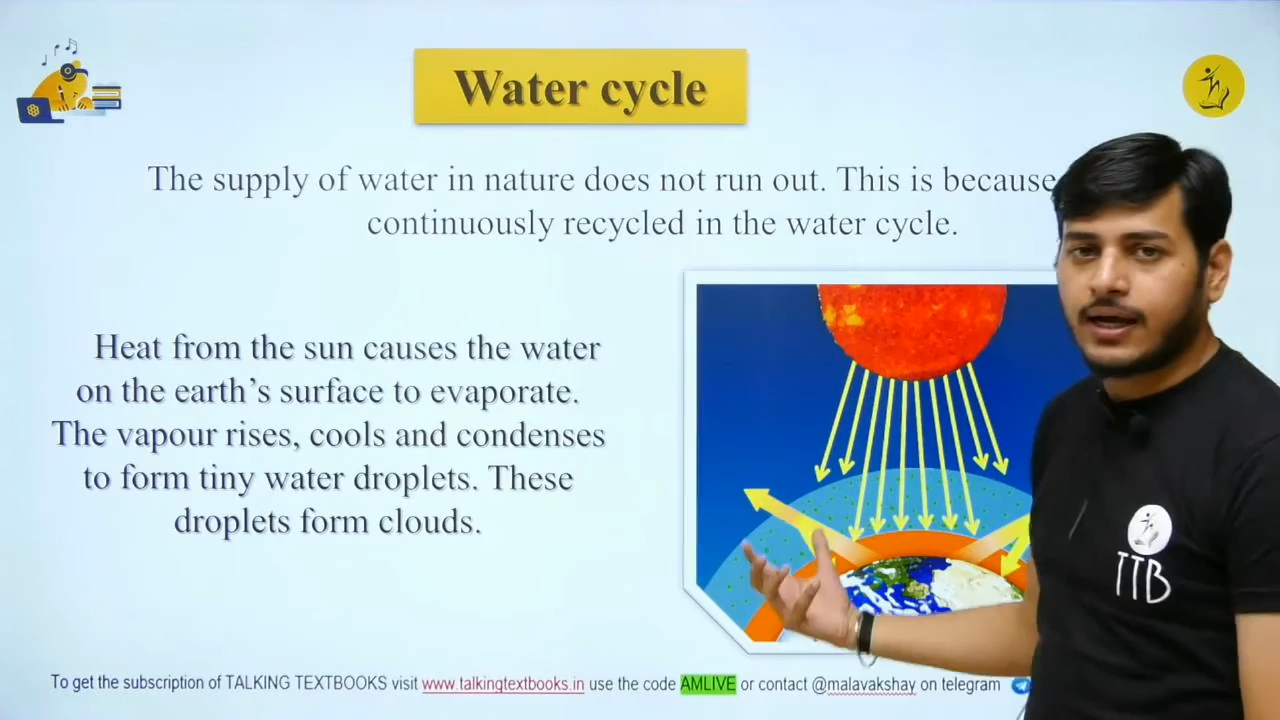 Water cycle
The supply of water in nature does not run out. This is because
continuously recycled in the water cycle.
Heat from the sun causes the water
on the earth’s surface to evaporate.
The vapour rises, cools and condenses
to form tiny water droplets. These
droplets form clouds.
TTB
To get the subscription of TALKING TEXTBOOKS visit www.talkingtextbooks.in use the code AMLIVE or contact @malavakshay on telegram